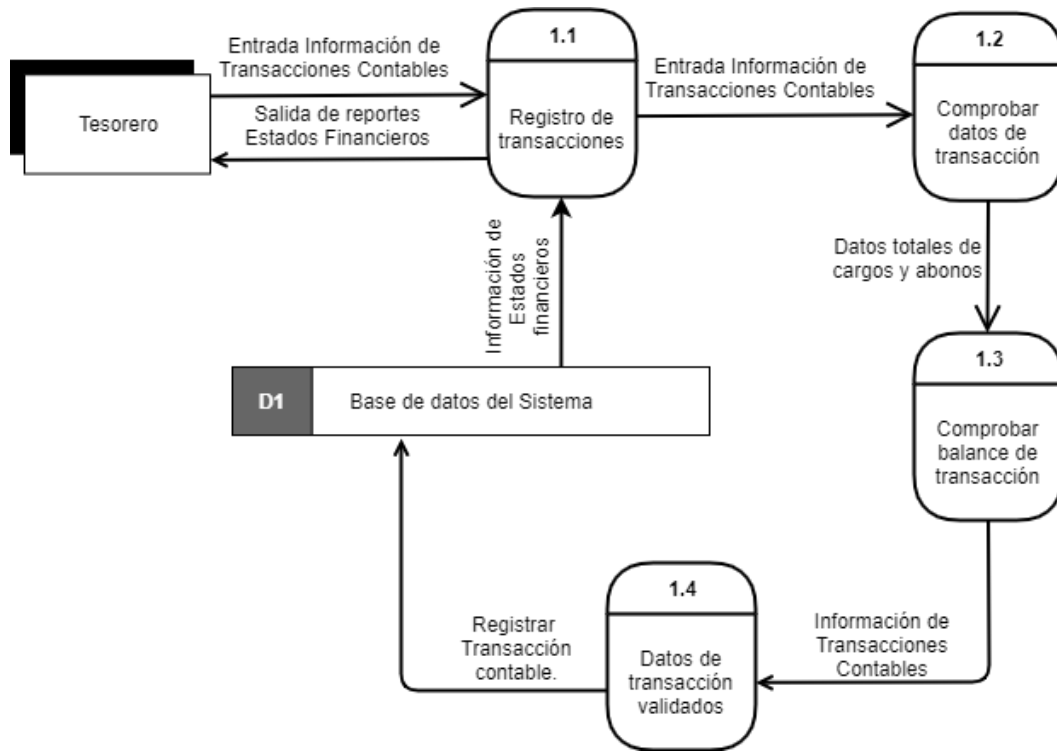 Tesorero
Entrada Información de
Transacciones Contables
Salida de reportes
Estados Financieros
1.1
Registro de
transacciones
Entrada Información de
Transacciones Contables
1.2
Comprobar
datos de
transacción
Datos totales de
cargos y abonos
1.3
Comprobar
balance de
transacción
Información de
Transacciones
Contables
1.4
Datos de
transacción
validados
Registrar
Transacción
contable.
D1
Base de datos del Sistema
Información de
Estados
financieros